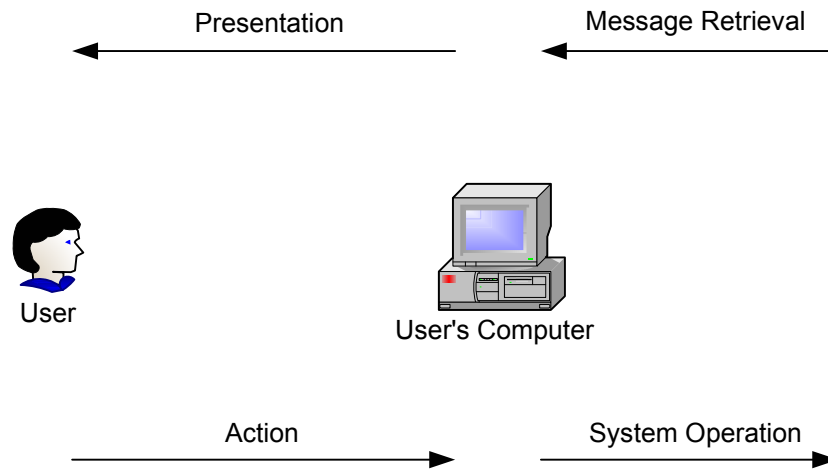 Presentation
Message Retrieval
User
User's Computer
Action
System Operation